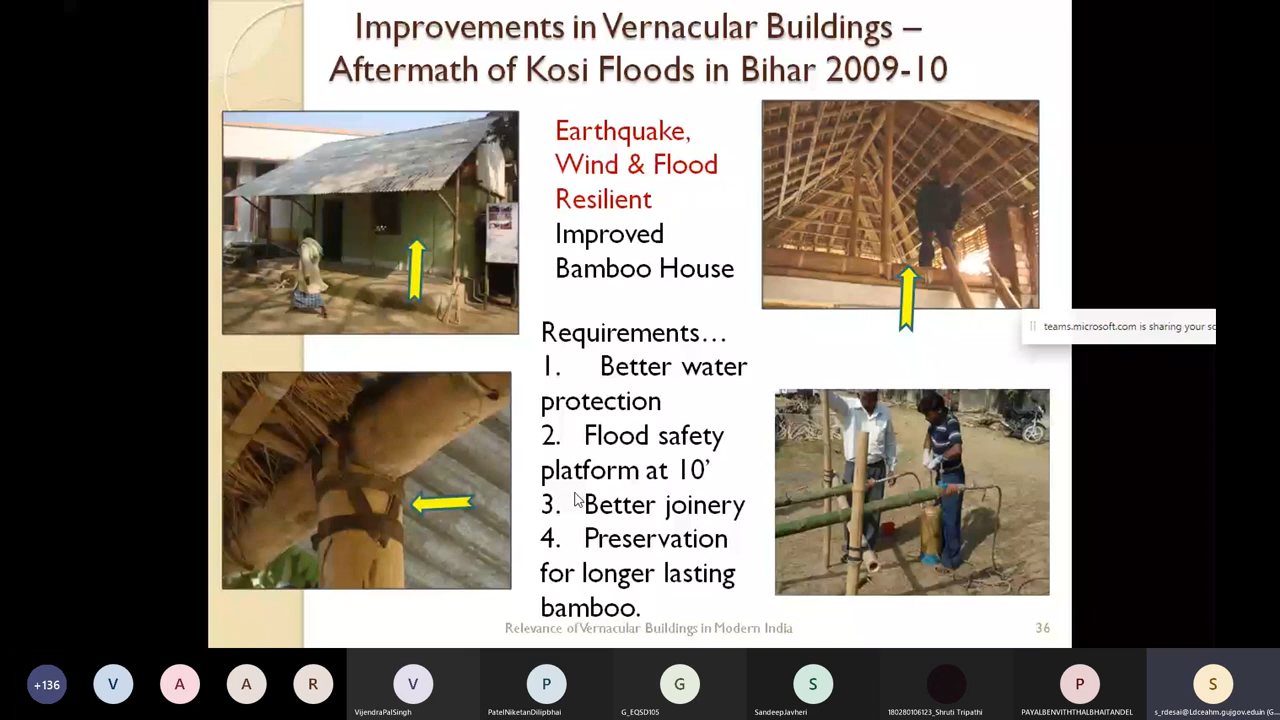 Improvements in Vernacular Buildings –
Aftermath of Kosi Floods in Bihar 2009-10
Earthquake,
Wind & Flood
Resilient
Improved
Bamboo House
Requirements…
1. Better water
protection
2. Flood safety
platform at 10’
3. Better joinery
4. Preservation
for longer lasting
bamboo.
teams.microsoft.com is sharing your sc
Relevance of Vernacular Buildings in Modern India
36
+136
V
A
A
R
V
P
G
S
P
S
VijendraPalSingh
PatelNiketanDilipbhai
G_EQSD105
SandeepJavheri
180280106123_Shruti Tripathi
PAYALBENVITHTHALBHAITANDEL
s_rdesai@Ldceahm.gujgov.eduin (G...